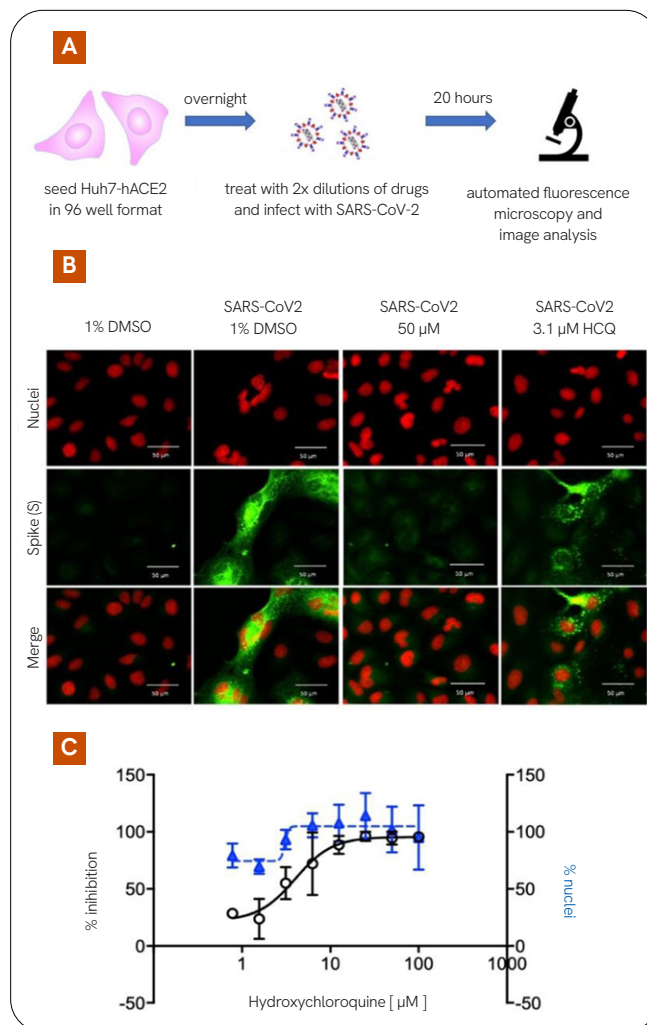 A
overnight
20 hours
seed Huh7-hACE2
in 96 well format
treat with 2x dilutions of drugs
and infect with SARS-CoV-2
automated fluorescence
microscopy and
image analysis
B
1% DMSO
SARS-CoV2
1% DMSO
SARS-CoV2
50 µM
SARS-CoV2
3.1 µM HCQ
Nuclei
50 µm
50 µm
50 µm
50 µm
Spike (S)
50 µm
50 µm
50 µm
50 µm
Merge
50 µm
50 µm
50 µm
50 µm
C
150
100
50
0
-50
% inihibition
150
100
50
0
-50
% nuclei
1
10
100
1000
Hydroxychloroquine [ µM ]